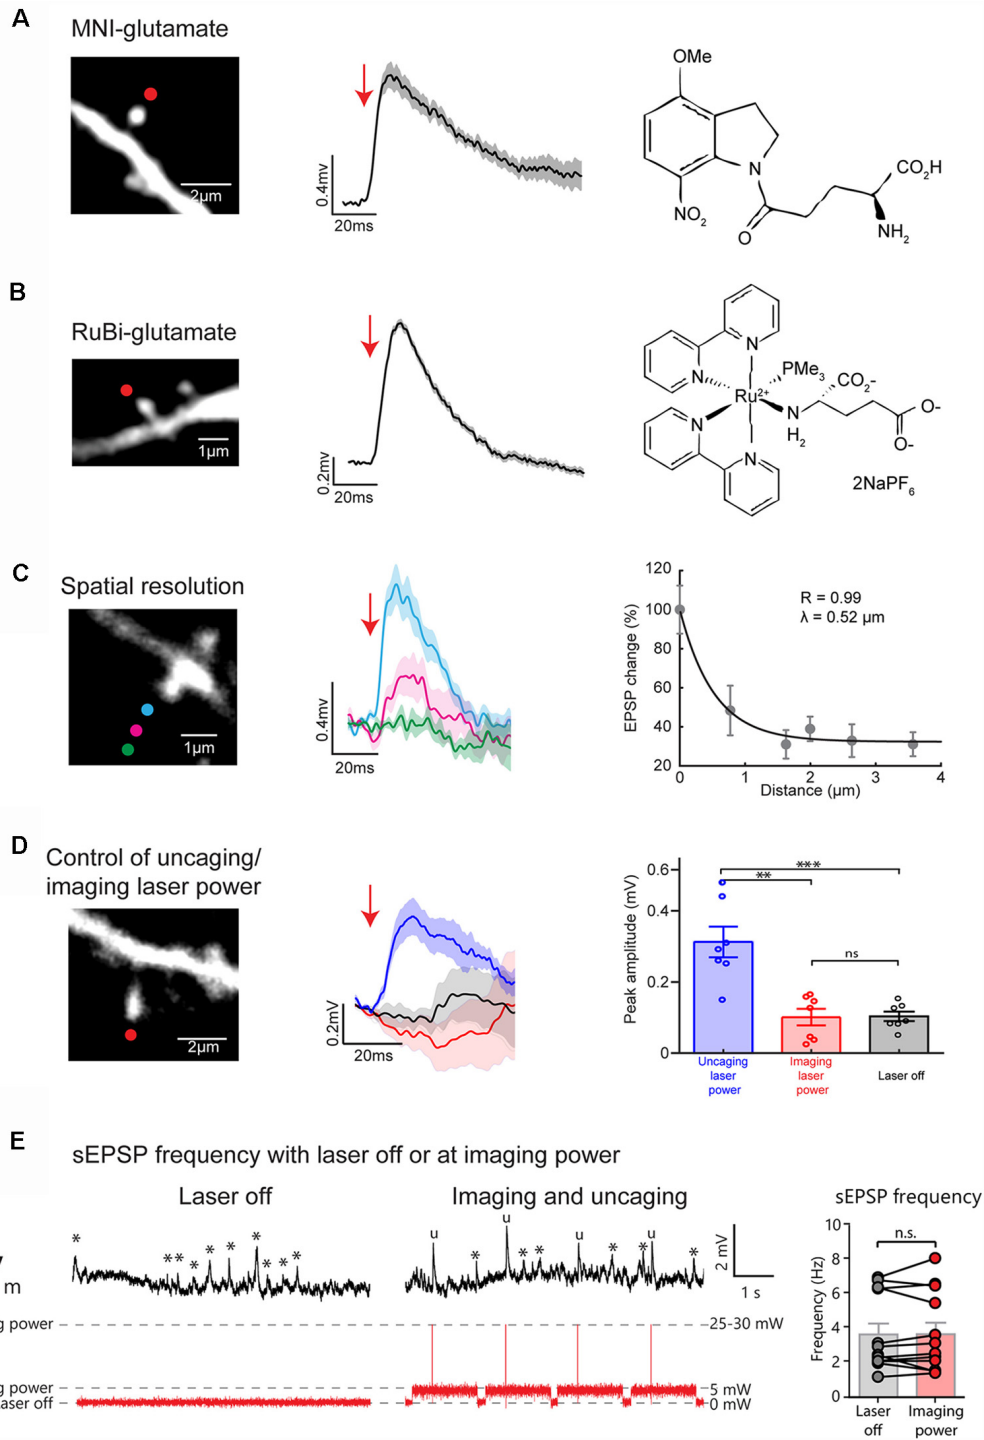 A
MNI-glutamate
2μm
0.4mv
20ms
OMe
N
NO2
O
CO2H
NH2
B
RuBi-glutamate
1μm
0.2mv
20ms
N
N
N
N
Ru2+
PMe3
CO2-
N
H2
O-
O-
2NaPF6
C
Spatial resolution
1μm
0.4mv
20ms
EPSP change (%)
120
100
80
60
40
20
R = 0.99
λ = 0.52 μm
0
1
2
3
4
Distance (μm)
D
Control of uncaging/
imaging laser power
2μm
0.2mV
20ms
Peak amplitude (mV)
0.6
0.4
0.2
0
***
**
ns
Uncaging
laser
power
Imaging
laser
power
Laser off
E
sEPSP frequency with laser off or at imaging power
Laser off
Imaging and uncaging
* * * * * * * * * *
u * u * * u * * u *
m
2 mV
1 s
g power
25-30 mW
g power
5 mW
aser off
0 mW
sEPSP frequency
Frequency (Hz)
10
8
6
4
2
0
n.s.
Laser
off
Imaging
power